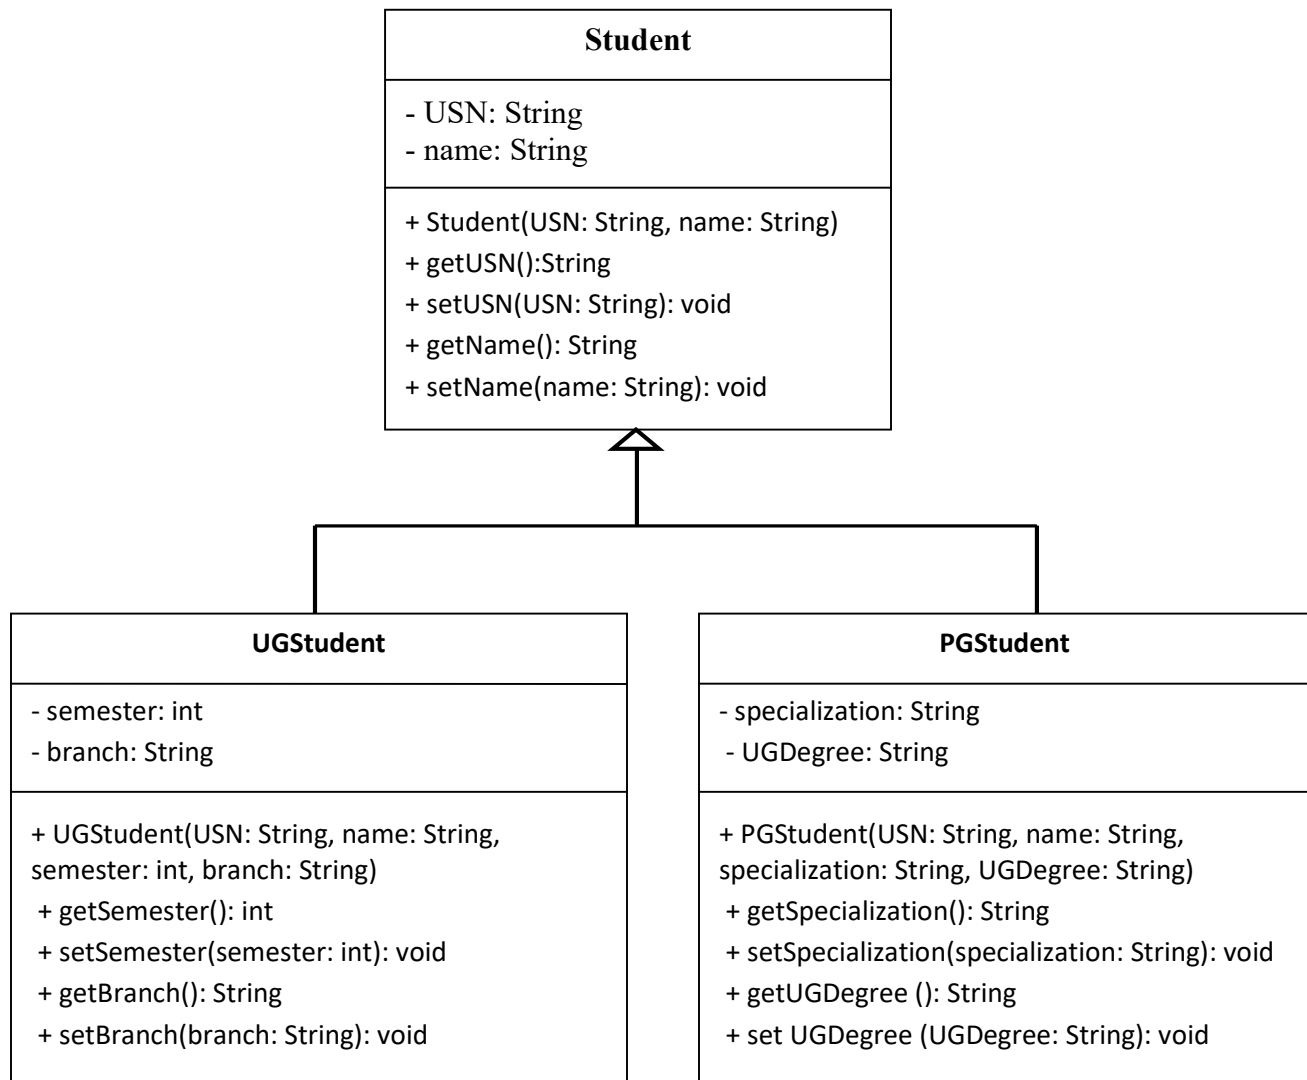 Student
- USN: String
- name: String
+ Student(USN: String, name: String)
+ getUSN():String
+ setUSN(USN: String): void
+ getName(): String
+ setName(name: String): void
UGStudent
- semester: int
- branch: String
+ UGStudent(USN: String, name: String,
semester: int, branch: String)
+ getSemester(): int
+ setSemester(semester: int): void
+ getBranch(): String
+ setBranch(branch: String): void
PGStudent
- specialization: String
- UGDegree: String
+ PGStudent(USN: String, name: String,
specialization: String, UGDegree: String)
+ getSpecialization(): String
+ setSpecialization(specialization: String): void
+ getUGDegree (): String
+ set UGDegree (UGDegree: String): void